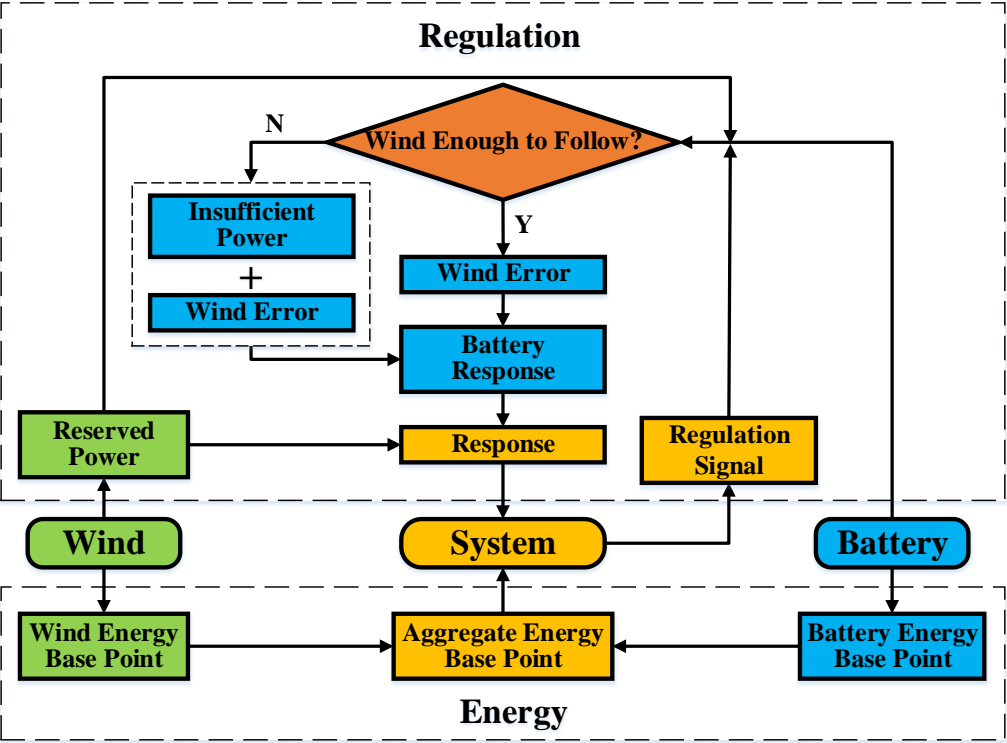 Regulation
Wind Enough to Follow?
N
Y
Insufficient
Power
+
Wind Error
Wind Error
Battery
Response
Reserved
Power
Response
Regulation
Signal
Wind
System
Battery
Wind Energy
Base Point
Aggregate Energy
Base Point
Battery Energy
Base Point
Energy